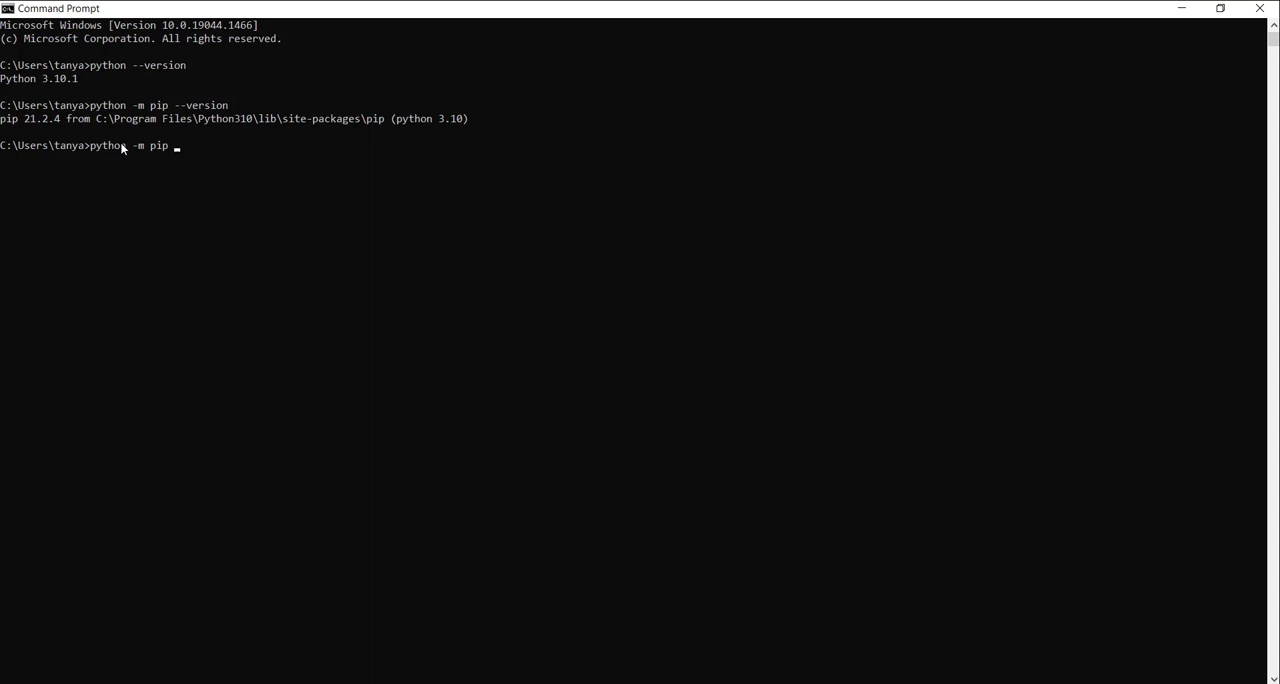 Command Prompt
Microsoft Windows [Version 10.0.19044.1466]
(c) Microsoft Corporation. All rights reserved.
C:\Users\tanya>python --version
Python 3.10.1
C:\Users\tanya>python -m pip --version
pip 21.2.4 from C:\Program Files\Python310\lib\site-packages\pip (python 3.10)
C:\Users\tanya>python -m pip